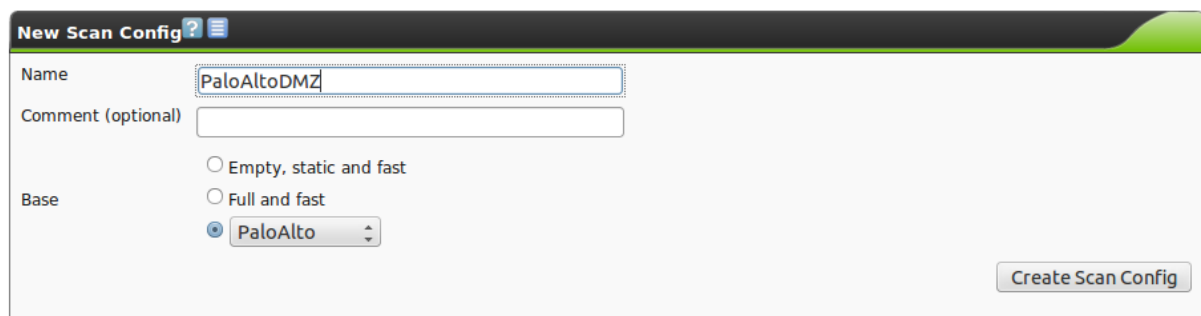 New Scan Config
Name
PaloAltoDMZ
Comment (optional)
Empty, static and fast
Base
Full and fast
PaloAlto
Create Scan Config